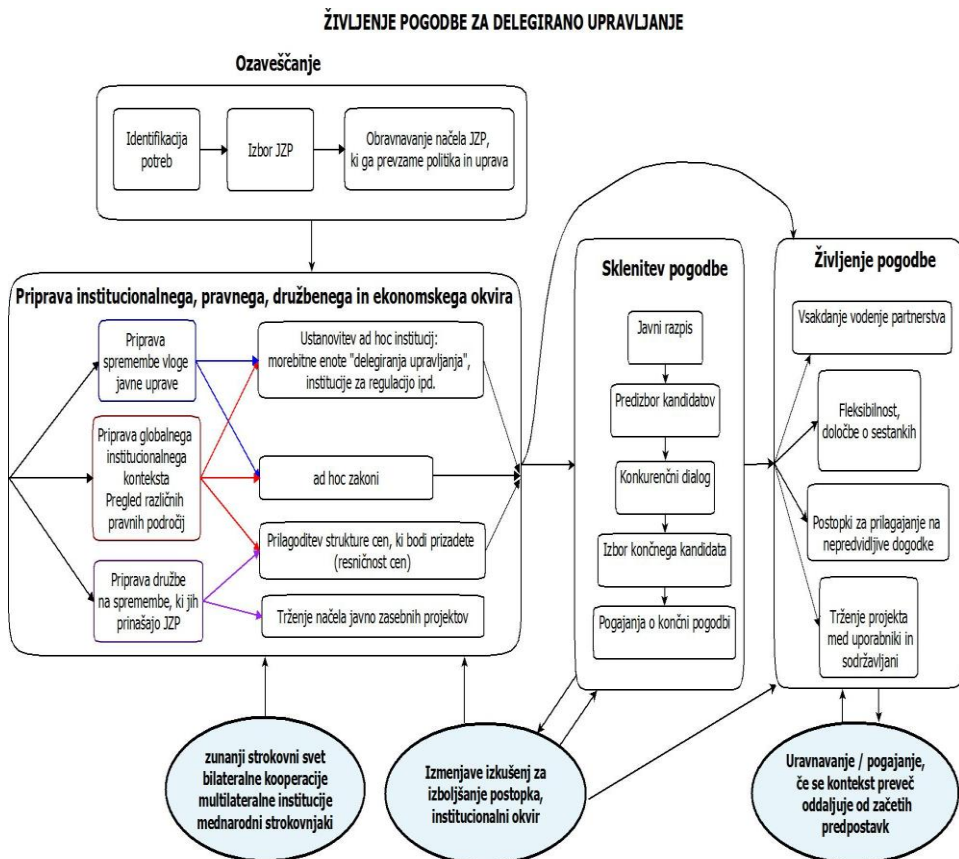 ŽIVLJENJE POGODBE ZA DELEGIRANO UPRAVLJANJE
Ozaveščanje
Identifikacija
potreb
Izbor JZP
Obravnavanje načela JZP,
ki ga prevzame politika in uprava
Priprava institucionalnega, pravnega, družbenega in ekonomskega okvira
Priprava
spremembe vloge
javne uprave
Priprava globalnega
institucionalnega
konteksta
Pregled različnih
pravnih področij
Priprava družbe
na spremembe, ki jih
prinašajo JZP
Ustanovitev ad hoc institucij:
morebitne enote "delegiranja upravljanja",
institucije za regulacijo ipd.
ad hoc zakoni
Prilagoditev strukture cen, ki bodi prizadete
(resničnost cen)
Trženje načela javno zasebnih projektov
Sklenitev pogodbe
Javni razpis
Predizbor kandidatov
Konkurenčni dialog
Izbor končnega kandidata
Pogajanja o končni pogodbi
Življenje pogodbe
Vsakdanje vodenje partnerstva
Fleksibilnost,
določbe o sestankih
Postopki za prilagajanje na
nepredvidljive dogodke
Trženje projekta
med uporabniki in
sodržavljani
zunanji strokovni svet
bilateralne kooperacije
multilateralne institucije
mednarodni strokovnjaki
Izmenjave izkušenj za
izboljšanje postopka,
institucionalni okvir
Uravnavanje / pogajanje,
če se kontekst preveč
oddaljuje od začetih
predpostavk